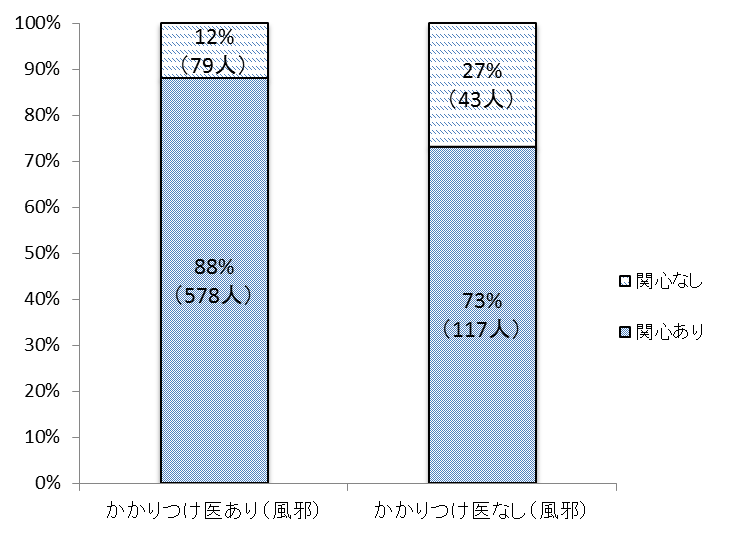 100%
90%
80%
70%
60%
50%
40%
30%
20%
10%
0%
12%
（79人）
88%
（578人）
27%
（43人）
73%
（117人）
かかりつけ医あり（風邪）
かかりつけ医なし（風邪）
関心なし
関心あり